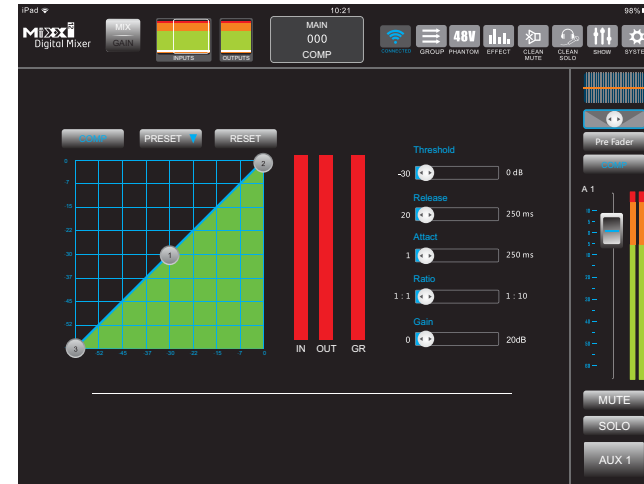 iPad 10:21 98%
MIXXI
Digital Mixer
MIX
GAIN
INPUTS
OUTPUTS
MAIN
000
COMP
CONNECTED
GROUP
48V
PHANTOM
EFFECT
CLEAN
MUTE
CLEAN
SOLO
SHOW
SYSTE
COMP
PRESET
RESET
0
-7
-15
-22
-30
-37
-45
-52
-52 -45 -37 -30 -22 -15 -7 0
1
2
3
IN OUT GR
Threshold
-30 0 dB
Release
20 250 ms
Attact
1 250 ms
Ratio
1 : 1 1 : 10
Gain
0 20dB
Pre Fader
COMP
A 1
MUTE
SOLO
AUX 1